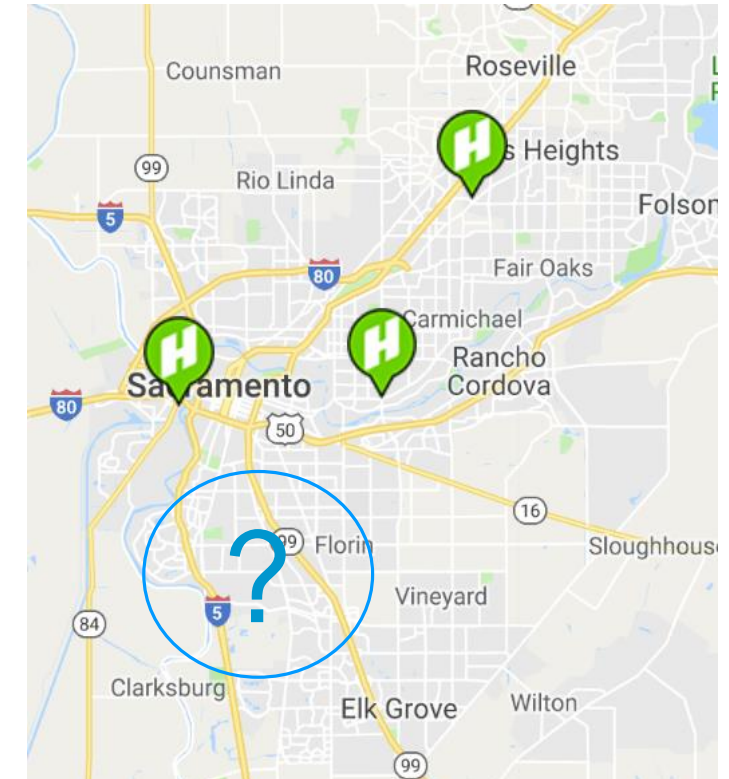 Counsman
Roseville
L
F
H
s Heights
99
Rio Linda
Folsor
5
80
Fair Oaks
Carmichael
H
H
Rancho
Cordova
Sacramento
80
50
16
99
Florin
?
Sloughhouse
Vineyard
5
84
Clarksburg
Elk Grove
Wilton
99